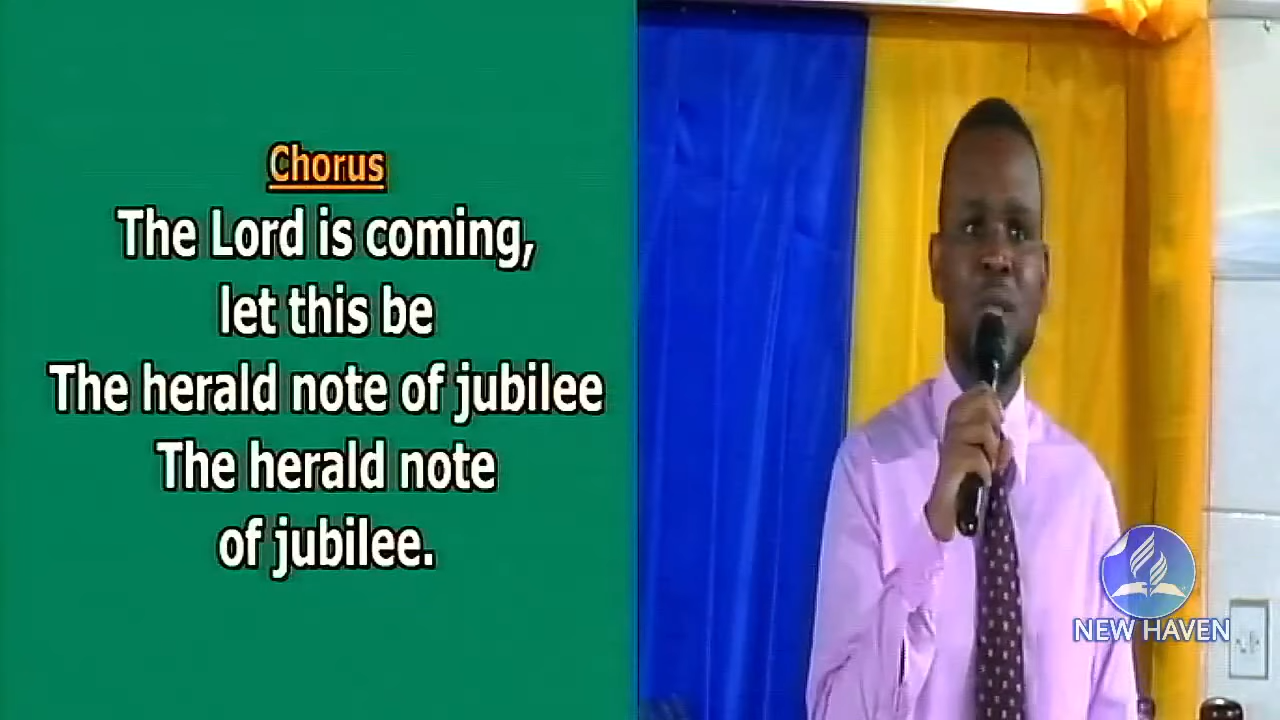 Chorus
The Lord is coming,
let this be
The herald note of jubilee
The herald note
of jubilee.
NEW HAVEN